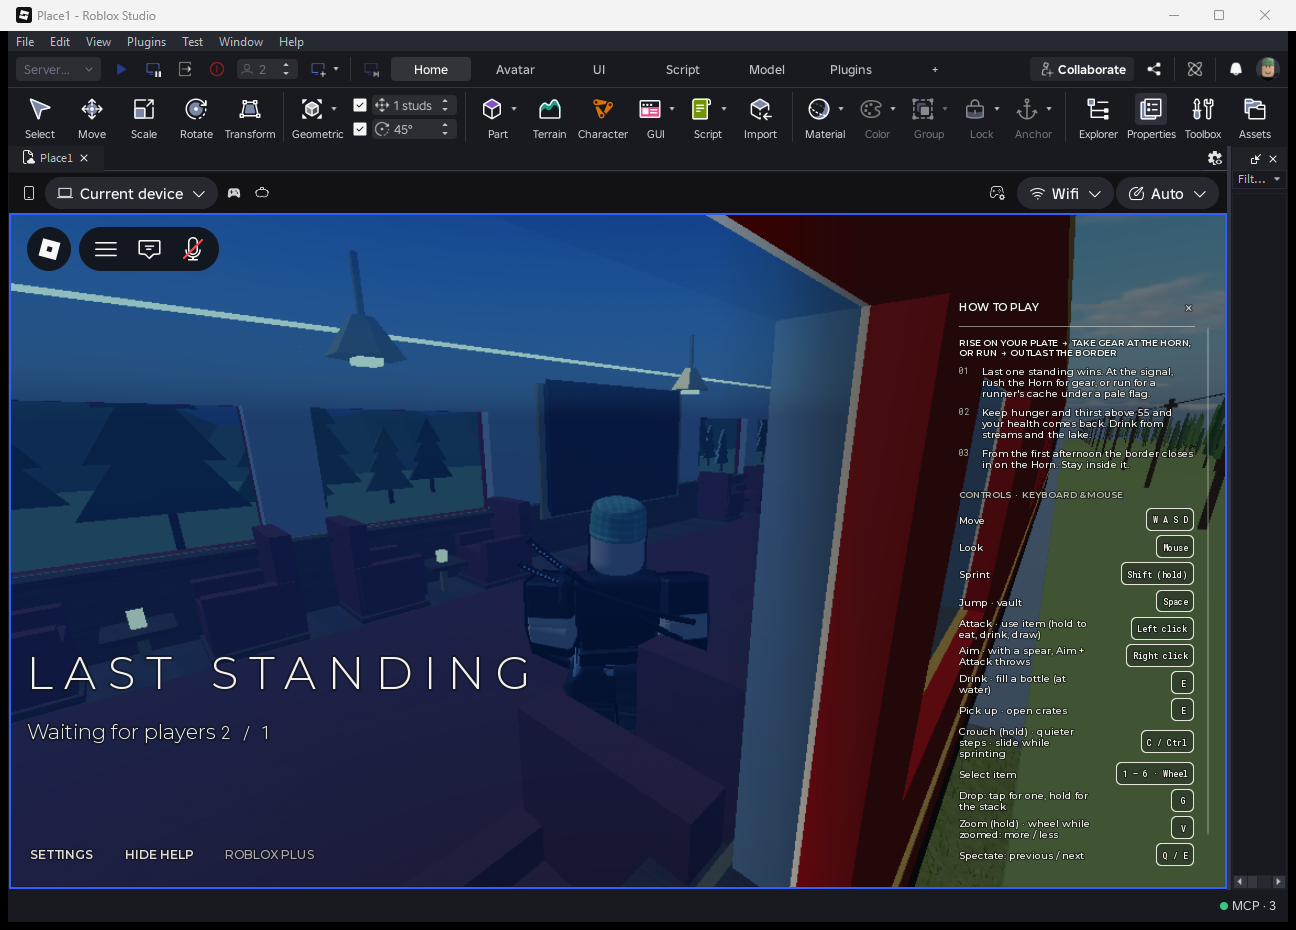 Place1 - Roblox Studio
File Edit View Plugins Test Window Help
Server... 2 Home Avatar UI Script Model Plugins + Collaborate
1 studs
45°
Select Move Scale Rotate Transform Geometric Part Terrain Character GUI Script Import Material Color Group Lock Anchor Explorer Properties Toolbox Assets
Place1
Filt...
Current device Wifi Auto
HOW TO PLAY
RISE ON YOUR PLATE → TAKE GEAR AT THE HORN,
OR RUN → OUTLAST THE BORDER
01 Last one standing wins. At the signal,
rush the Horn for gear, or run for a
runner's cache under a pale flag.
02 Keep hunger and thirst above 55 and
your health comes back. Drink from
streams and the lake.
03 From the first afternoon the border closes
in on the Horn. Stay inside it.
CONTROLS · KEYBOARD & MOUSE
Move W A S D
Look Mouse
Sprint Shift (hold)
Jump · vault Space
Attack · use item (hold to
eat, drink, draw) Left click
Aim · with a spear, Aim +
Attack throws Right click
Drink · fill a bottle (at
water) E
Pick up · open crates E
Crouch (hold) · quieter
steps · slide while
sprinting C / Ctrl
Select item 1 – 6 · Wheel
Drop: tap for one, hold for
the stack G
Zoom (hold) · wheel while
zoomed: more / less V
Spectate: previous / next Q / E
LAST STANDING
Waiting for players 2 / 1
SETTINGS HIDE HELP ROBLOX PLUS
MCP · 3